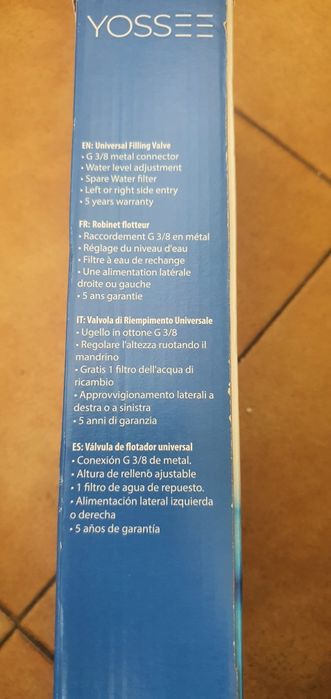 YOSSEE
EN: Universal Filling Valve
• G 3/8 metal connector
• Water level adjustment
• Spare Water filter
• Left or right side entry
• 5 years warranty
FR: Robinet flotteur
• Raccordement G 3/8 en métal
• Réglage du niveau d'eau
• Filtre à eau de rechange
• Une alimentation latérale
droite ou gauche
• 5 ans garantie
IT: Valvola di Riempimento Universale
• Ugello in ottone G 3/8
• Regolare l'altezza ruotando il
mandrino
• Gratis 1 filtro dell'acqua di
ricambio
• Approvvigionamento laterali a
destra o a sinistra
• 5 anni di garanzia
ES: Válvula de flotador universal
• Conexión G 3/8 de metal.
• Altura de relleno ajustable
• 1 filtro de agua de repuesto.
• Alimentación lateral izquierda
o derecha
• 5 años de garantía